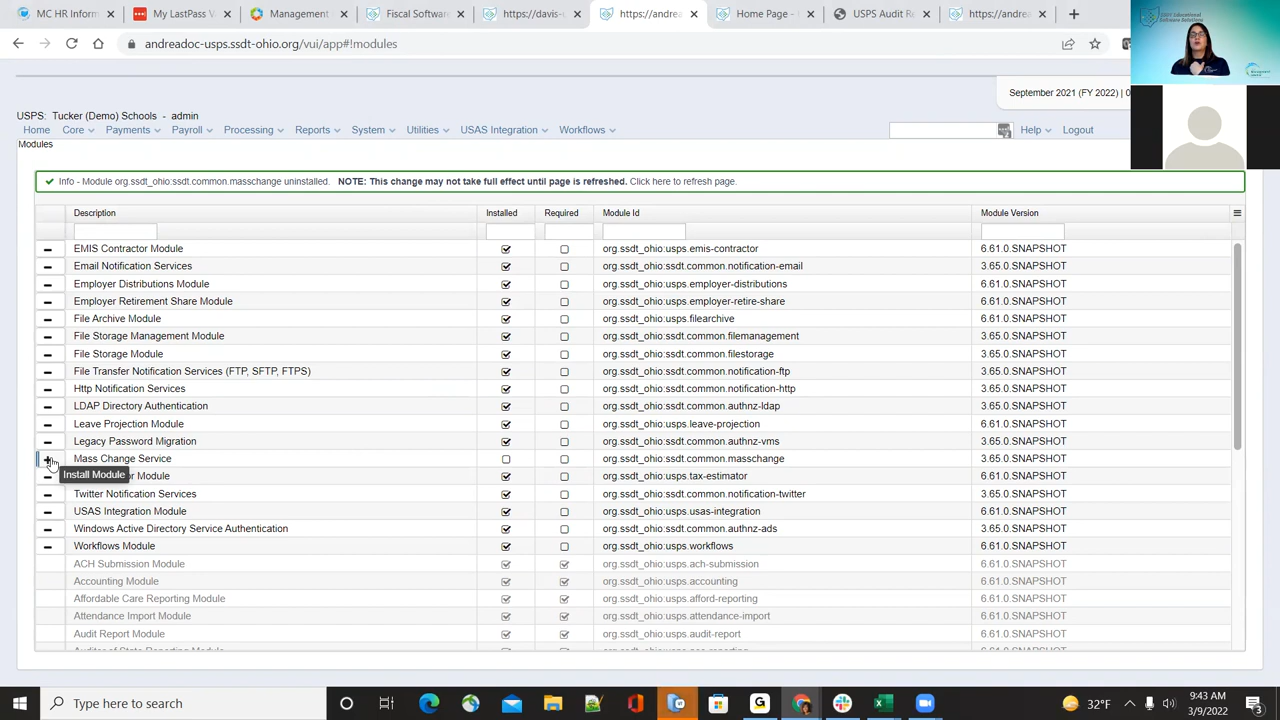 MC HR Inform
My LastPass V
Management
Fiscal Softwar
https://davis-
https://andrea
Home Page -
USPS Audit R
https://andrea
andreadoc-usps.ssdt-ohio.org/vui/app#!modules
SSDT Educational
Software Solutions
September 2021 (FY 2022) | 0
USPS: Tucker (Demo) Schools - admin
Home Core Payments Payroll Processing Reports System Utilities USAS Integration Workflows Help Logout
Modules
Info - Module org.ssdt_ohio:ssdt.common.masschange uninstalled. NOTE: This change may not take full effect until page is refreshed. Click here to refresh page.
Description Installed Required Module Id Module Version
EMIS Contractor Module org.ssdt_ohio:usps.emis-contractor 6.61.0.SNAPSHOT
Email Notification Services org.ssdt_ohio:ssdt.common.notification-email 3.65.0.SNAPSHOT
Employer Distributions Module org.ssdt_ohio:usps.employer-distributions 6.61.0.SNAPSHOT
Employer Retirement Share Module org.ssdt_ohio:usps.employer-retire-share 6.61.0.SNAPSHOT
File Archive Module org.ssdt_ohio:usps.filearchive 6.61.0.SNAPSHOT
File Storage Management Module org.ssdt_ohio:ssdt.common.filemanagement 3.65.0.SNAPSHOT
File Storage Module org.ssdt_ohio:ssdt.common.filestorage 3.65.0.SNAPSHOT
File Transfer Notification Services (FTP, SFTP, FTPS) org.ssdt_ohio:ssdt.common.notification-ftp 3.65.0.SNAPSHOT
Http Notification Services org.ssdt_ohio:ssdt.common.notification-http 3.65.0.SNAPSHOT
LDAP Directory Authentication org.ssdt_ohio:ssdt.common.authnz-ldap 3.65.0.SNAPSHOT
Leave Projection Module org.ssdt_ohio:usps.leave-projection 6.61.0.SNAPSHOT
Legacy Password Migration org.ssdt_ohio:ssdt.common.authnz-vms 3.65.0.SNAPSHOT
Mass Change Service org.ssdt_ohio:ssdt.common.masschange 3.65.0.SNAPSHOT
Install Module
or Module org.ssdt_ohio:usps.tax-estimator 6.61.0.SNAPSHOT
Twitter Notification Services org.ssdt_ohio:ssdt.common.notification-twitter 3.65.0.SNAPSHOT
USAS Integration Module org.ssdt_ohio:usps.usas-integration 6.61.0.SNAPSHOT
Windows Active Directory Service Authentication org.ssdt_ohio:ssdt.common.authnz-ads 3.65.0.SNAPSHOT
Workflows Module org.ssdt_ohio:usps.workflows 6.61.0.SNAPSHOT
ACH Submission Module org.ssdt_ohio:usps.ach-submission 6.61.0.SNAPSHOT
Accounting Module org.ssdt_ohio:usps.accounting 6.61.0.SNAPSHOT
Affordable Care Reporting Module org.ssdt_ohio:usps.afford-reporting 6.61.0.SNAPSHOT
Attendance Import Module org.ssdt_ohio:usps.attendance-import 6.61.0.SNAPSHOT
Audit Report Module org.ssdt_ohio:usps.audit-report 6.61.0.SNAPSHOT
Type here to search
32°F
9:43 AM
3/9/2022
3